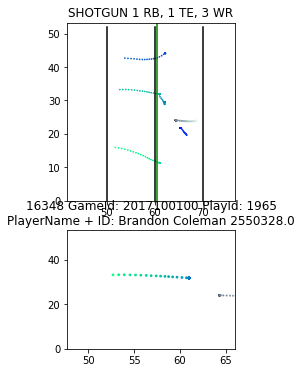 SHOTGUN 1 RB, 1 TE, 3 WR
50
40
30
20
10
0
50 60 70
16348 GameId: 2017100100 PlayId: 1965
PlayerName + ID: Brandon Coleman 2550328.0
40
20
0
50 55 60 65